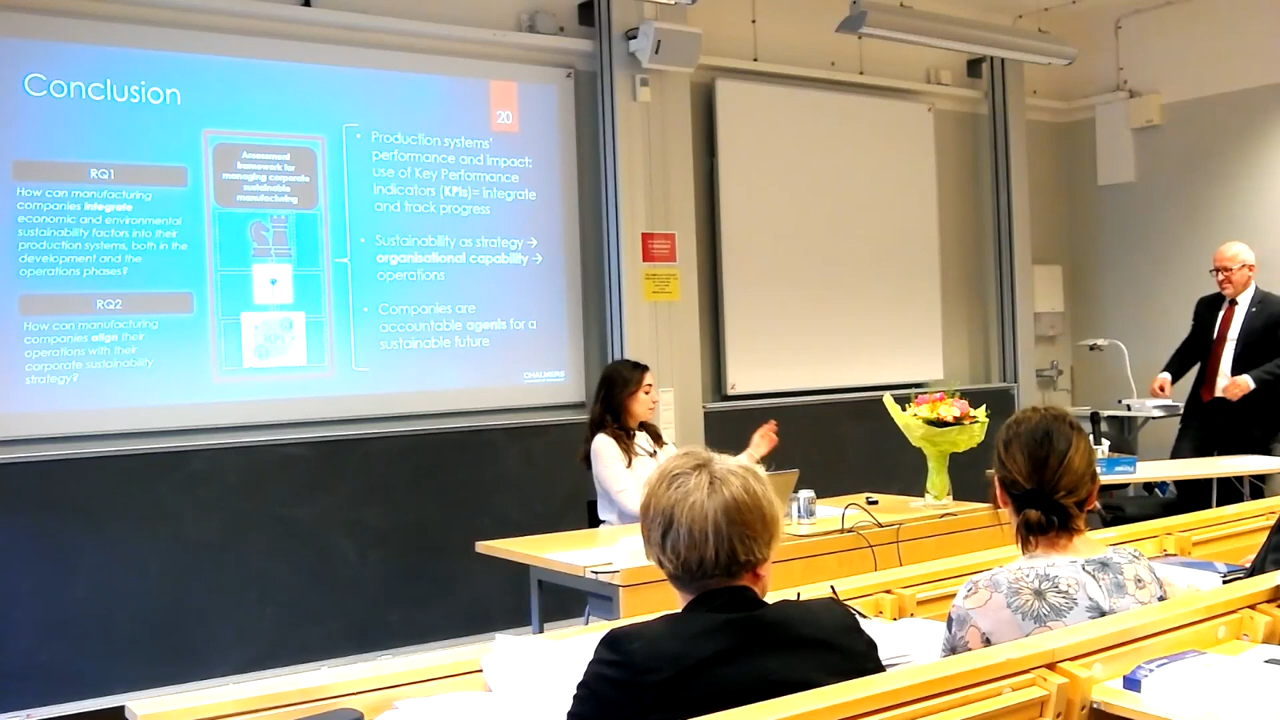 Conclusion
20
RQ1
How can manufacturing
companies integrate
economic and environmental
sustainability factors into their
production systems, both in the
development and the
operations phases?
RQ2
How can manufacturing
companies align their
operations with their
corporate sustainability
strategy?
Assessment
framework for
managing corporate
sustainable
manufacturing
• Production systems'
performance and impact:
use of Key Performance
Indicators (KPIs)= integrate
and track progress
• Sustainability as strategy →
organisational capability →
operations
• Companies are
accountable agents for a
sustainable future
CHALMERS